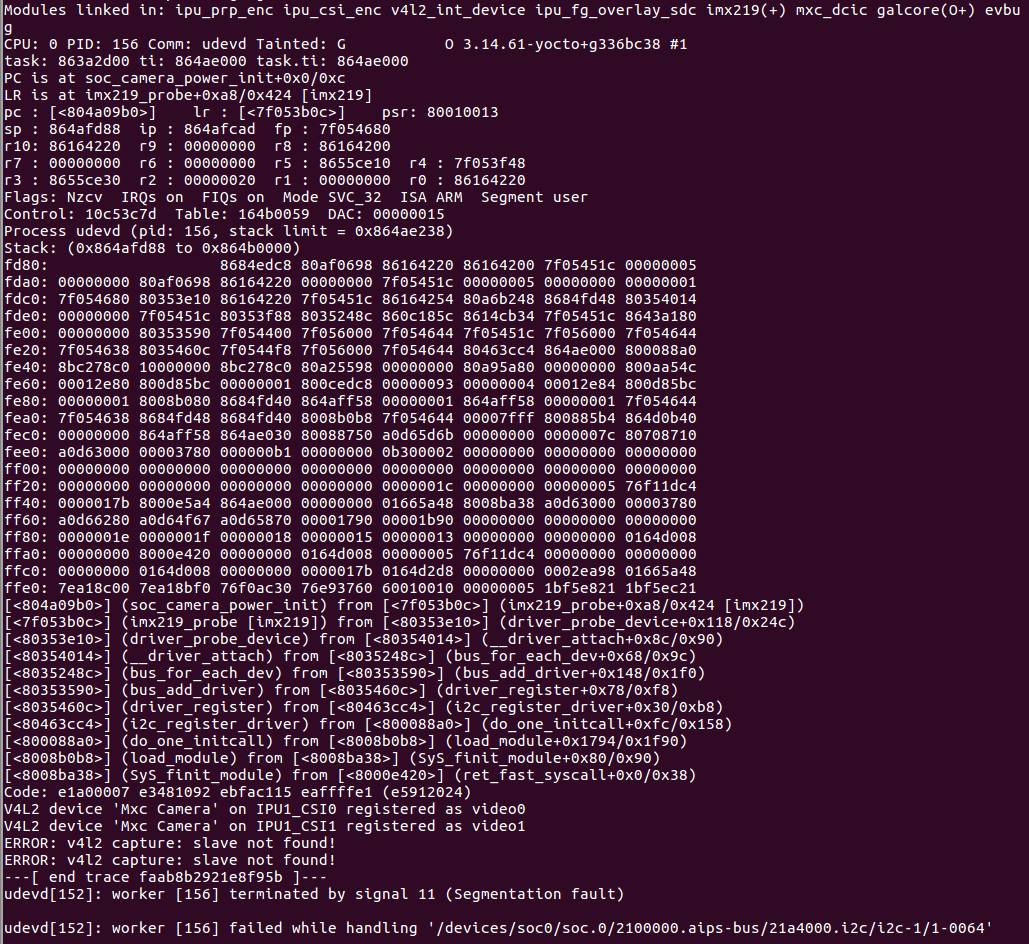 Modules linked in: ipu_prp_enc ipu_csi_enc v4l2_int_device ipu_fg_overlay_sdc imx219(+) mxc_dcic galcore(O+) evbu
g
CPU: 0 PID: 156 Comm: udevd Tainted: G           O 3.14.61-yocto+g336bc38 #1
task: 863a2d00 ti: 864ae000 task.ti: 864ae000
PC is at soc_camera_power_init+0x0/0xc
LR is at imx219_probe+0xa8/0x424 [imx219]
pc : [<804a09b0>]    lr : [<7f053b0c>]    psr: 80010013
sp : 864afd88  ip : 864afcad  fp : 7f054680
r10: 86164220  r9 : 00000000  r8 : 86164200
r7 : 00000000  r6 : 00000000  r5 : 8655ce10  r4 : 7f053f48
r3 : 8655ce30  r2 : 00000020  r1 : 00000000  r0 : 86164220
Flags: Nzcv  IRQs on  FIQs on  Mode SVC_32  ISA ARM  Segment user
Control: 10c53c7d  Table: 164b0059  DAC: 00000015
Process udevd (pid: 156, stack limit = 0x864ae238)
Stack: (0x864afd88 to 0x864b0000)
fd80:                   8684edc8 80af0698 86164220 86164200 7f05451c 00000005
fda0: 00000000 80af0698 86164220 00000000 7f05451c 00000005 00000000 00000001
fdc0: 7f054680 80353e10 86164220 7f05451c 86164254 80a6b248 8684fd48 80354014
fde0: 00000000 7f05451c 80353f88 8035248c 860c185c 8614cb34 7f05451c 8643a180
fe00: 00000000 80353590 7f054400 7f056000 7f054644 7f05451c 7f056000 7f054644
fe20: 7f054638 8035460c 7f0544f8 7f056000 7f054644 80463cc4 864ae000 800088a0
fe40: 8bc278c0 10000000 8bc278c0 80a25598 00000000 80a95a80 00000000 800aa54c
fe60: 00012e80 800d85bc 00000001 800cedc8 00000093 00000004 00012e84 800d85bc
fe80: 00000001 8008b080 8684fd40 864aff58 00000001 864aff58 00000001 7f054644
fea0: 7f054638 8684fd48 8684fd40 8008b0b8 7f054644 00007fff 800885b4 864d0b40
fec0: 00000000 864aff58 864ae030 80088750 a0d65d6b 00000000 0000007c 80708710
fee0: a0d63000 00003780 000000b1 00000000 0b300002 00000000 00000000 00000000
ff00: 00000000 00000000 00000000 00000000 00000000 00000000 00000000 00000000
ff20: 00000000 00000000 00000000 00000000 0000001c 00000000 00000005 76f11dc4
ff40: 0000017b 8000e5a4 864ae000 00000000 01665a48 8008ba38 a0d63000 00003780
ff60: a0d66280 a0d64f67 a0d65870 00001790 00001b90 00000000 00000000 00000000
ff80: 0000001e 0000001f 00000018 00000015 00000013 00000000 00000000 0164d008
ffa0: 00000000 8000e420 00000000 0164d008 00000005 76f11dc4 00000000 00000000
ffc0: 00000000 0164d008 00000000 0000017b 0164d2d8 00000000 0002ea98 01665a48
ffe0: 7ea18c00 7ea18bf0 76f0ac30 76e93760 60010010 00000005 1bf5e821 1bf5ec21
[<804a09b0>] (soc_camera_power_init) from [<7f053b0c>] (imx219_probe+0xa8/0x424 [imx219])
[<7f053b0c>] (imx219_probe [imx219]) from [<80353e10>] (driver_probe_device+0x118/0x24c)
[<80353e10>] (driver_probe_device) from [<80354014>] (__driver_attach+0x8c/0x90)
[<80354014>] (__driver_attach) from [<8035248c>] (bus_for_each_dev+0x68/0x9c)
[<8035248c>] (bus_for_each_dev) from [<80353590>] (bus_add_driver+0x148/0x1f0)
[<80353590>] (bus_add_driver) from [<8035460c>] (driver_register+0x78/0xf8)
[<8035460c>] (driver_register) from [<80463cc4>] (i2c_register_driver+0x30/0xb8)
[<80463cc4>] (i2c_register_driver) from [<800088a0>] (do_one_initcall+0xfc/0x158)
[<800088a0>] (do_one_initcall) from [<8008b0b8>] (load_module+0x1794/0x1f90)
[<8008b0b8>] (load_module) from [<8008ba38>] (SyS_finit_module+0x80/0x90)
[<8008ba38>] (SyS_finit_module) from [<8000e420>] (ret_fast_syscall+0x0/0x38)
Code: e1a00007 e3481092 ebfac115 eaffffe1 (e5912024)
V4L2 device 'Mxc Camera' on IPU1_CSI0 registered as video0
V4L2 device 'Mxc Camera' on IPU1_CSI1 registered as video1
ERROR: v4l2 capture: slave not found!
ERROR: v4l2 capture: slave not found!
---[ end trace faab8b2921e8f95b ]---
udevd[152]: worker [156] terminated by signal 11 (Segmentation fault)
udevd[152]: worker [156] failed while handling '/devices/soc0/soc.0/2100000.aips-bus/21a4000.i2c/i2c-1/1-0064'